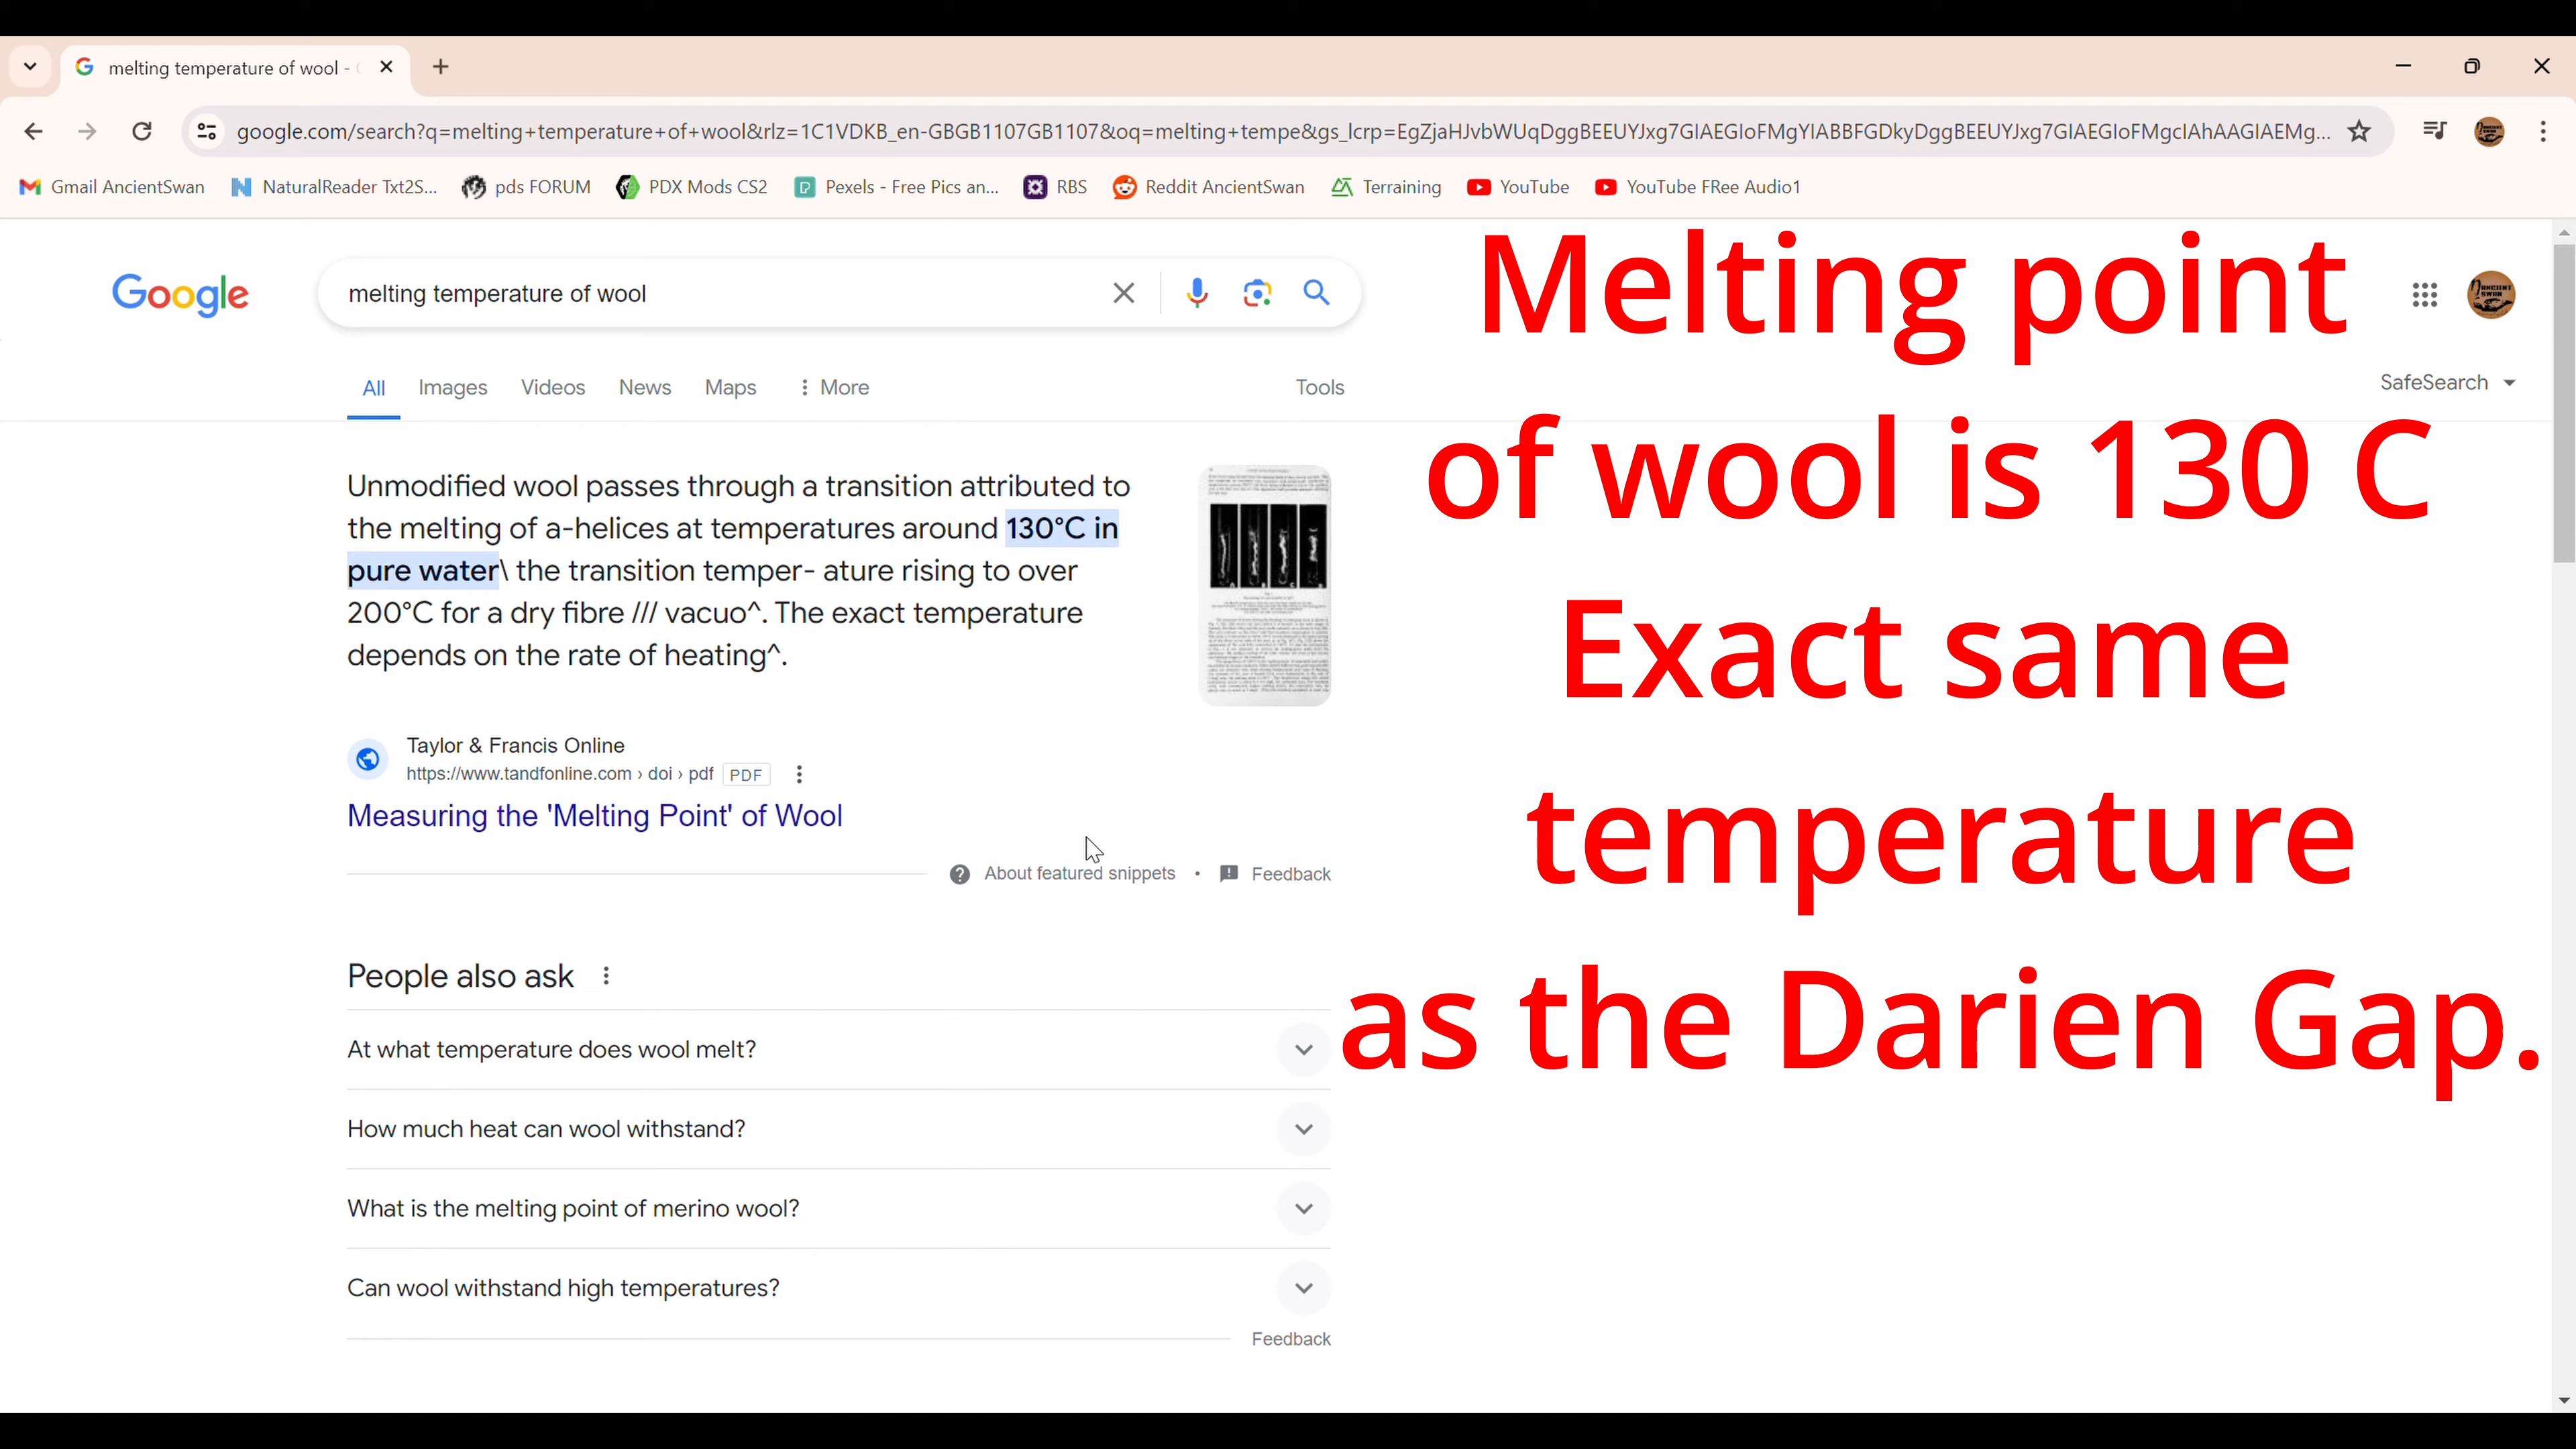 melting temperature of wool -
google.com/search?q=melting+temperature+of+wool&rlz=1C1VDKB_en-GBGB1107GB1107&oq=melting+tempe&gs_lcrp=EgZjaHJvbWUqDggBEEUYJxg7GIAEGIoFMgYIABBFGDkyDggBEEUYJxg7GIAEGIoFMgcIAhAAGIAEMg...
Gmail AncientSwan NaturalReader Txt2S... pds FORUM PDX Mods CS2 Pexels - Free Pics an... RBS Reddit AncientSwan Terraining YouTube YouTube FRee Audio1
Google
melting temperature of wool
All Images Videos News Maps More Tools
SafeSearch
Unmodified wool passes through a transition attributed to
the melting of a-helices at temperatures around 130°C in
pure water\ the transition temper- ature rising to over
200°C for a dry fibre /// vacuo^. The exact temperature
depends on the rate of heating^.
Taylor & Francis Online
https://www.tandfonline.com › doi › pdf PDF
Measuring the 'Melting Point' of Wool
About featured snippets • Feedback
People also ask
At what temperature does wool melt?
How much heat can wool withstand?
What is the melting point of merino wool?
Can wool withstand high temperatures?
Feedback
Melting point
of wool is 130 C
Exact same
temperature
as the Darien Gap.